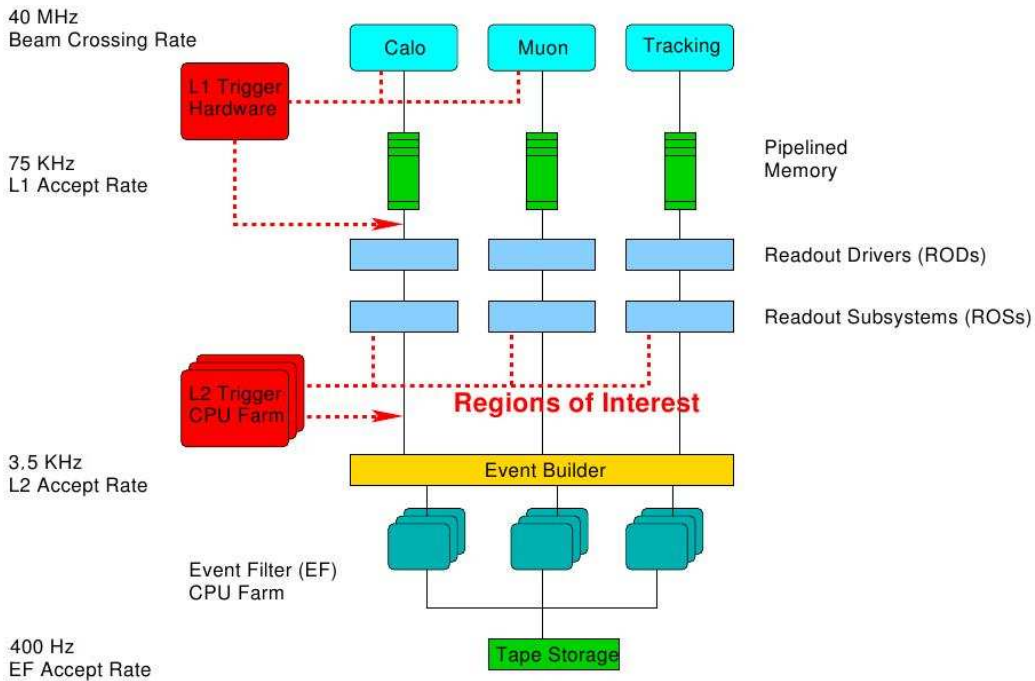 40 MHz
Beam Crossing Rate
Calo
Muon
Tracking
L1 Trigger
Hardware
75 KHz
L1 Accept Rate
Pipelined
Memory
Readout Drivers (RODs)
Readout Subsystems (ROSs)
L2 Trigger
CPU Farm
Regions of Interest
3.5 KHz
L2 Accept Rate
Event Builder
Event Filter (EF)
CPU Farm
400 Hz
EF Accept Rate
Tape Storage